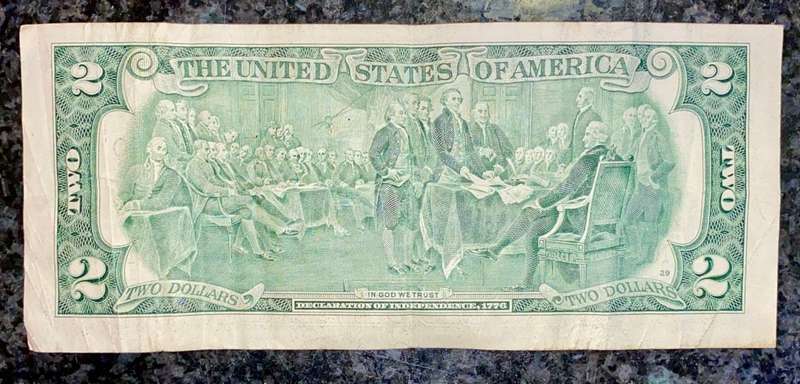 2 THE UNITED STATES OF AMERICA 2
TWO TWO
2 TWO DOLLARS IN GOD WE TRUST TWO DOLLARS 29 2
DECLARATION OF INDEPENDENCE, 1776